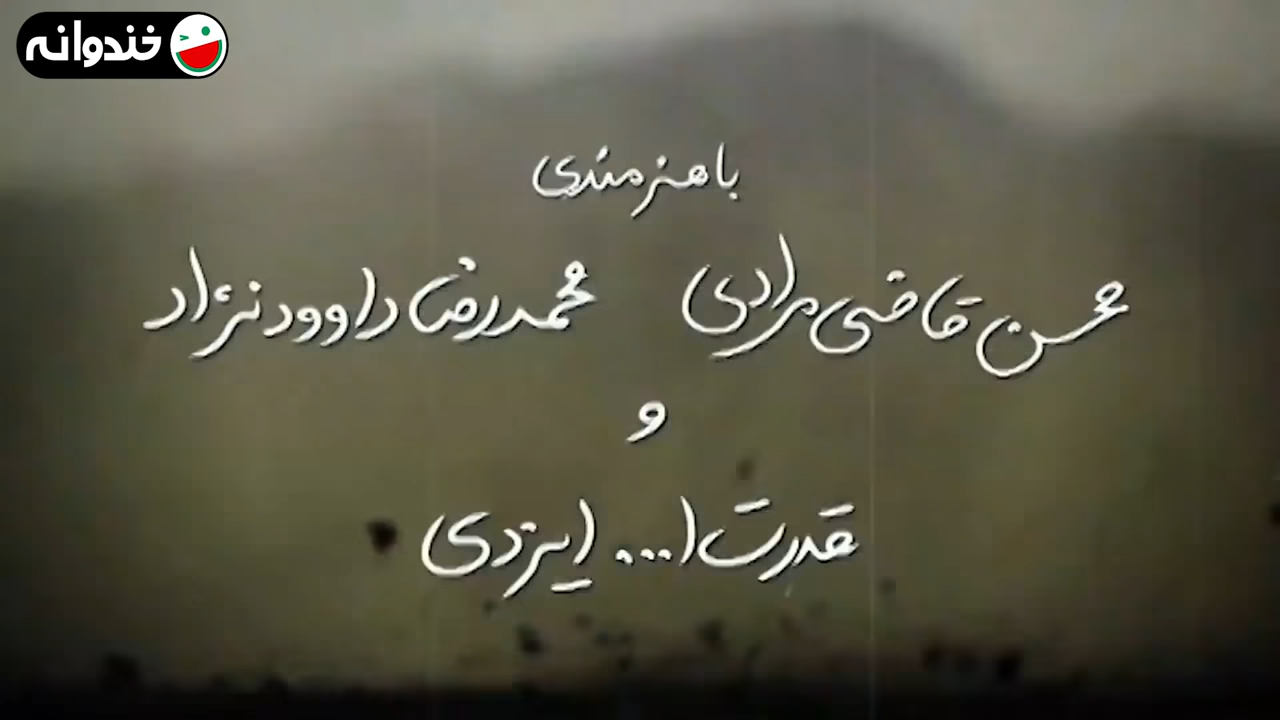 خندوانه
با هنرمندی
محسن قاضی مرادی محمدرضا داوودنژاد
و
قدرت ا... ایزدی